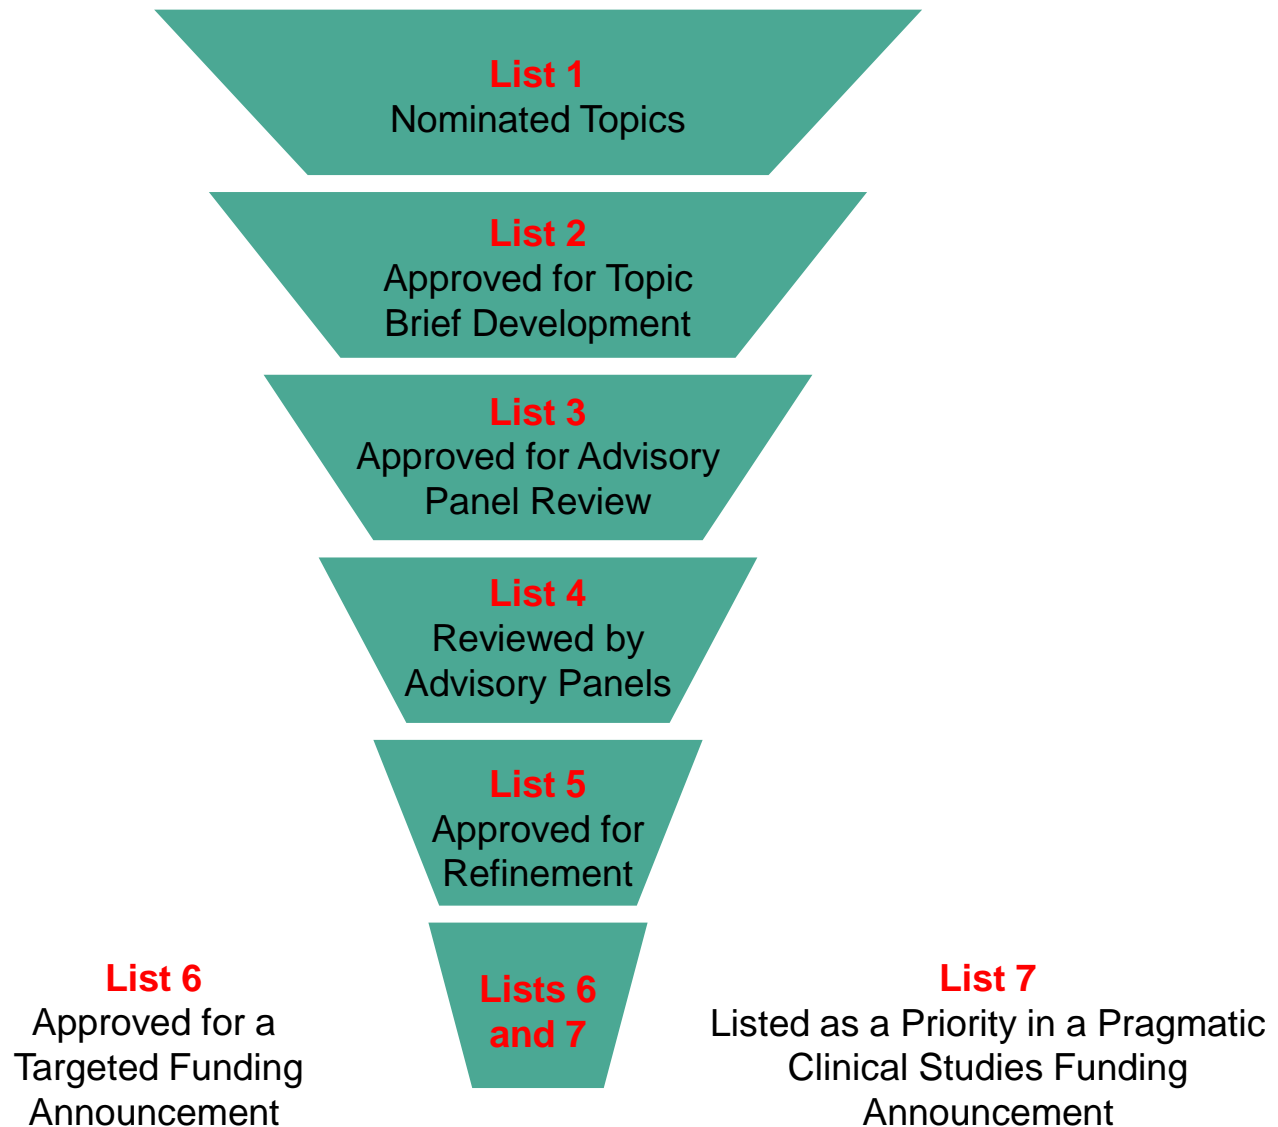 List 1
Nominated Topics
List 2
Approved for Topic
Brief Development
List 3
Approved for Advisory
Panel Review
List 4
Reviewed by
Advisory Panels
List 5
Approved for
Refinement
Lists 6
and 7
List 6
Approved for a
Targeted Funding
Announcement
List 7
Listed as a Priority in a Pragmatic
Clinical Studies Funding
Announcement